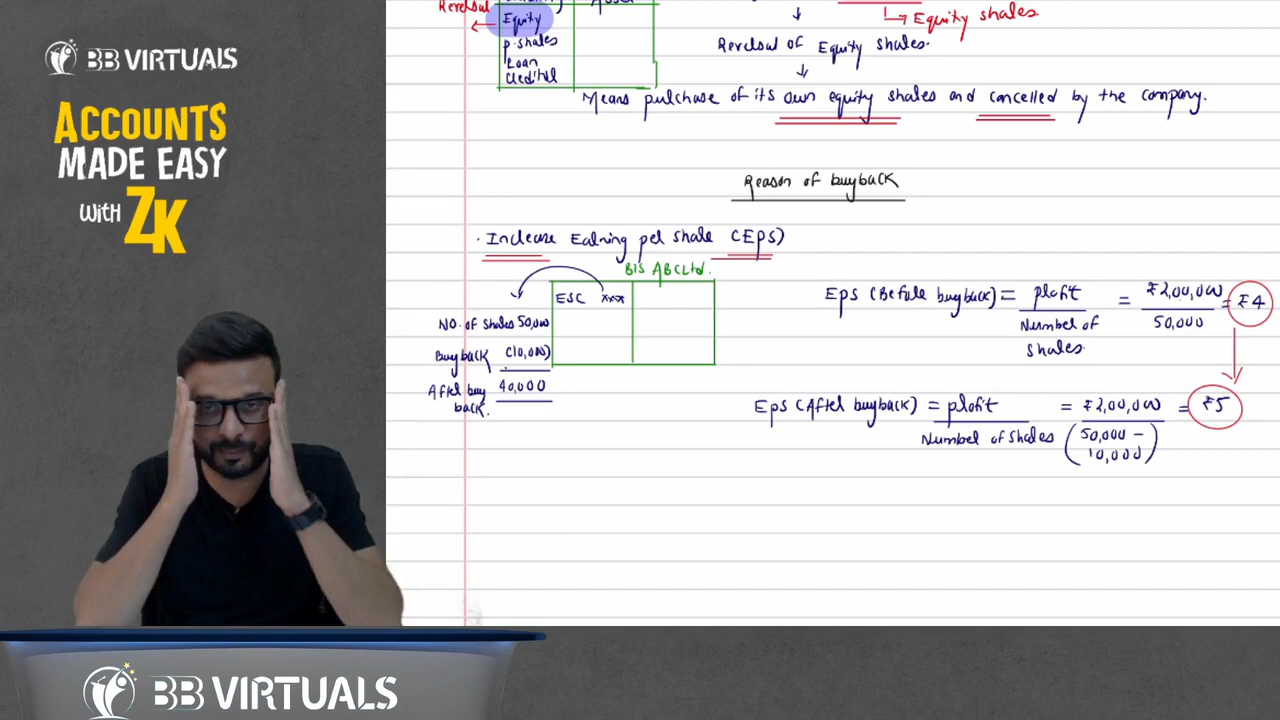 BB VIRTUALS
ACCOUNTS
MADE EASY
WITH ZK
Reversal
Equity
P. Shares
Loan
Creditor
Equity shares.
Reversal of Equity shares.
Means purchase of its own equity shares and cancelled by the company.
Reason of buyback
. Increase Earning per share (EPS)
B/S ABC Ltd.
ESC xxx
No. of shares 50,000
Buyback (10,000)
After buy back. 40,000
Eps (Before buyback) = profit / Number of shares = ₹2,00,000 / 50,000 = ₹4
Eps (After buyback) = profit / Number of shares = ₹2,00,000 / (50,000 - 10,000) = ₹5
BB VIRTUALS